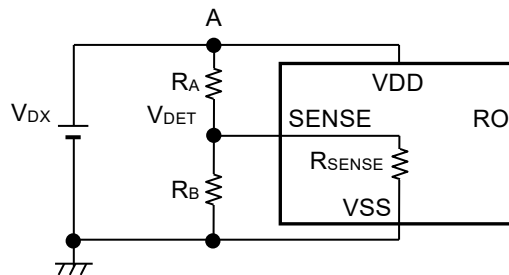 A
RA
VDD
VDX
VDET
SENSE
RO
RSENSE
RB
VSS